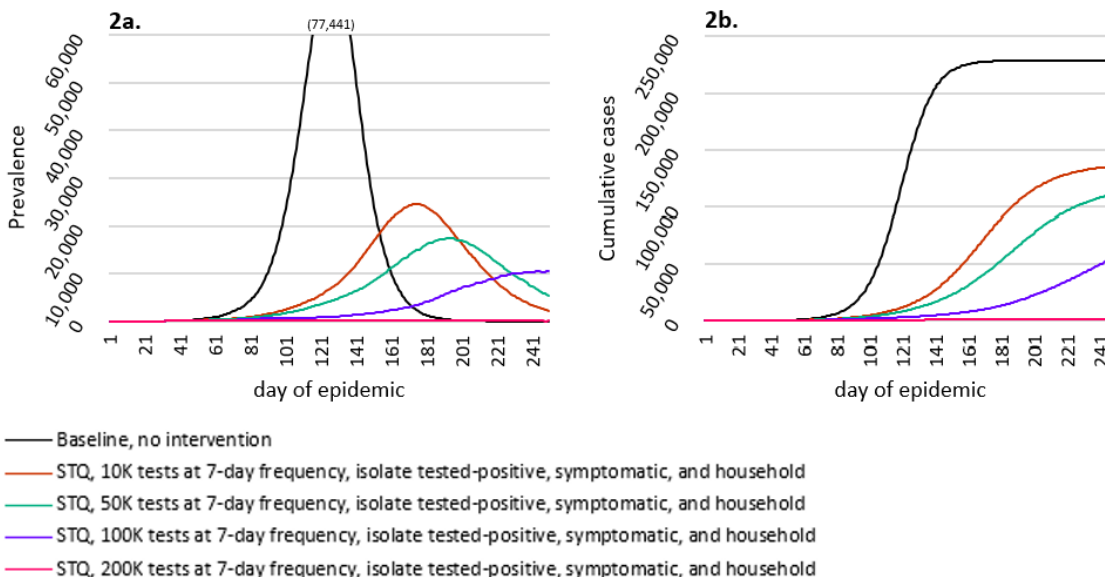 2a.
(77,441)
60,000
50,000
40,000
30,000
20,000
10,000
0
Prevalence
1 21 41 61 81 101 121 141 161 181 201 221 241
day of epidemic
2b.
250,000
200,000
150,000
100,000
50,000
0
Cumulative cases
1 21 41 61 81 101 121 141 161 181 201 221 241
day of epidemic
Baseline, no intervention
STQ, 10K tests at 7-day frequency, isolate tested-positive, symptomatic, and household
STQ, 50K tests at 7-day frequency, isolate tested-positive, symptomatic, and household
STQ, 100K tests at 7-day frequency, isolate tested-positive, symptomatic, and household
STQ, 200K tests at 7-day frequency, isolate tested-positive, symptomatic, and household